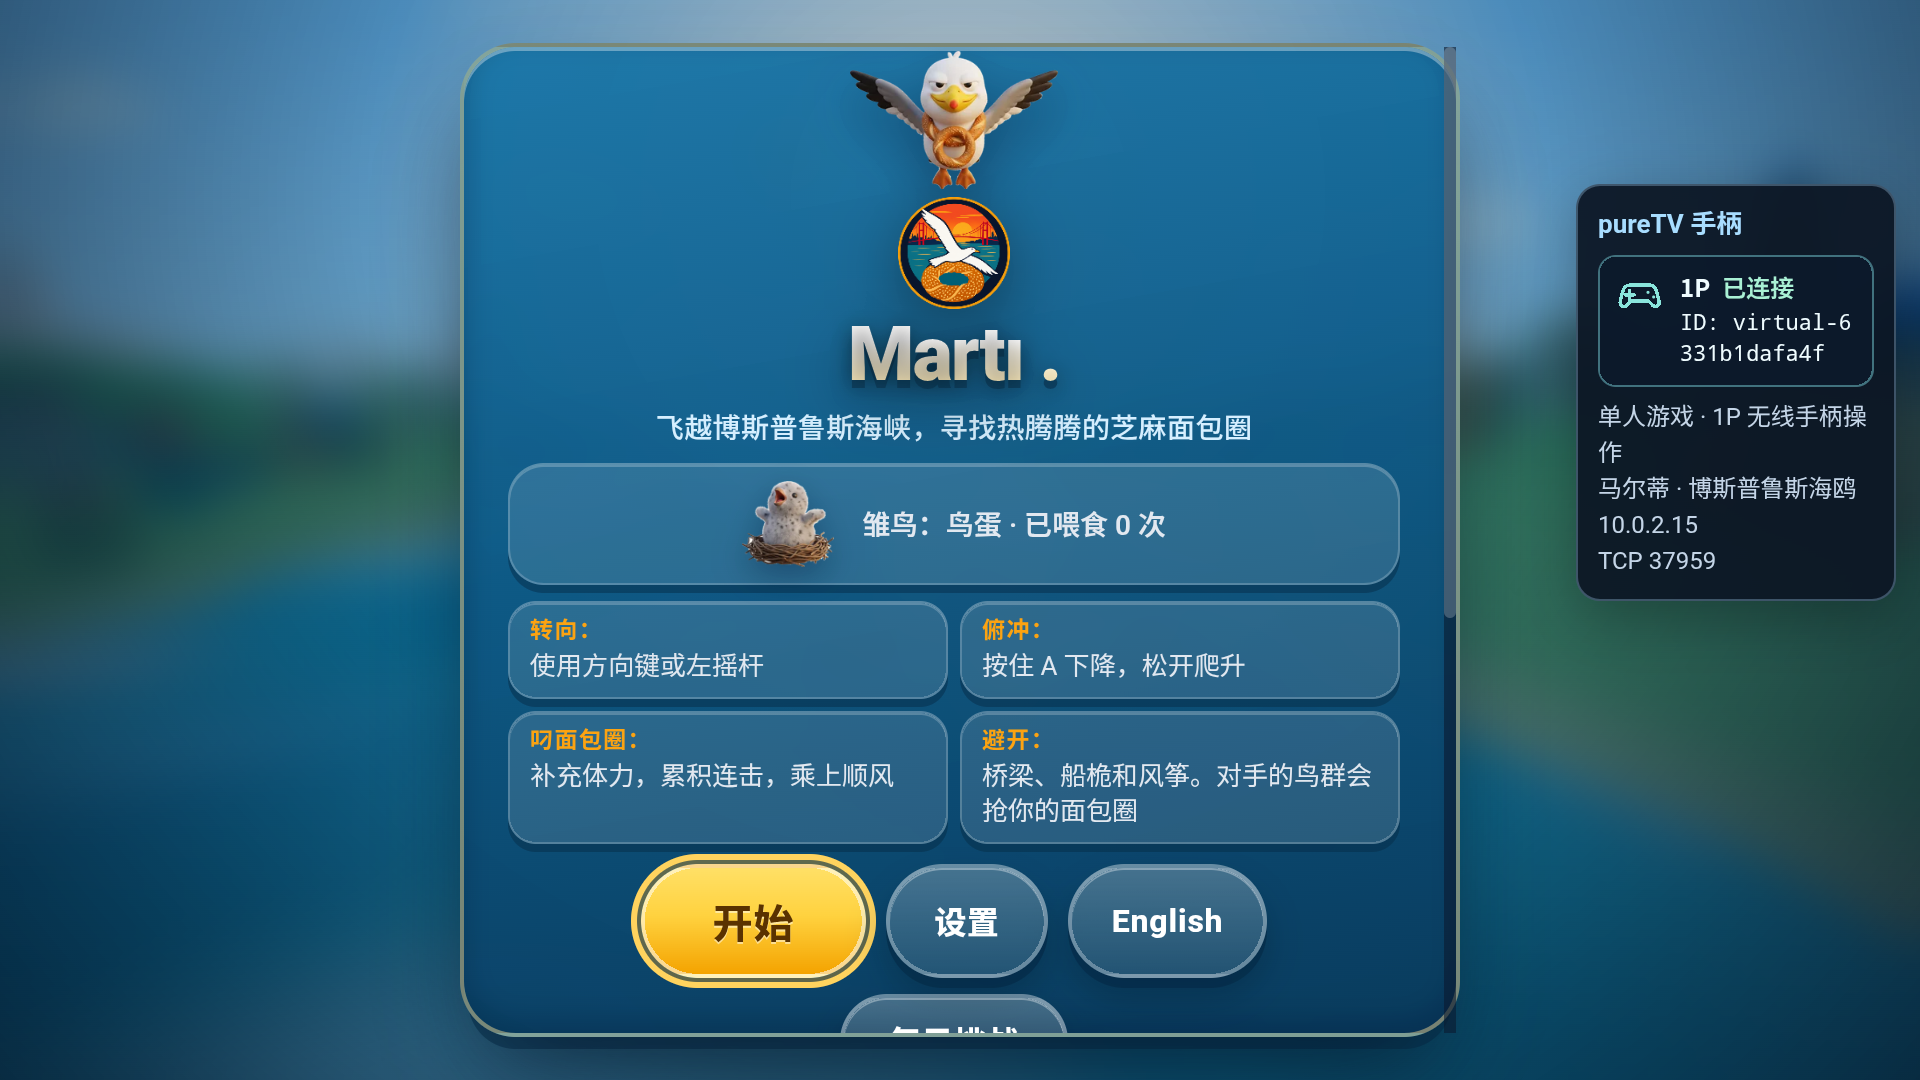 Martı .
飞越博斯普鲁斯海峡，寻找热腾腾的芝麻面包圈
雏鸟：鸟蛋 · 已喂食 0 次
转向：
使用方向键或左摇杆
俯冲：
按住 A 下降，松开爬升
叼面包圈：
补充体力，累积连击，乘上顺风
避开：
桥梁、船桅和风筝。对手的鸟群会
抢你的面包圈
开始
设置
English
每日挑战
pureTV 手柄
1P 已连接
ID: virtual-6
331b1dafa4f
单人游戏 · 1P 无线手柄操
作
马尔蒂 · 博斯普鲁斯海鸥
10.0.2.15
TCP 37959